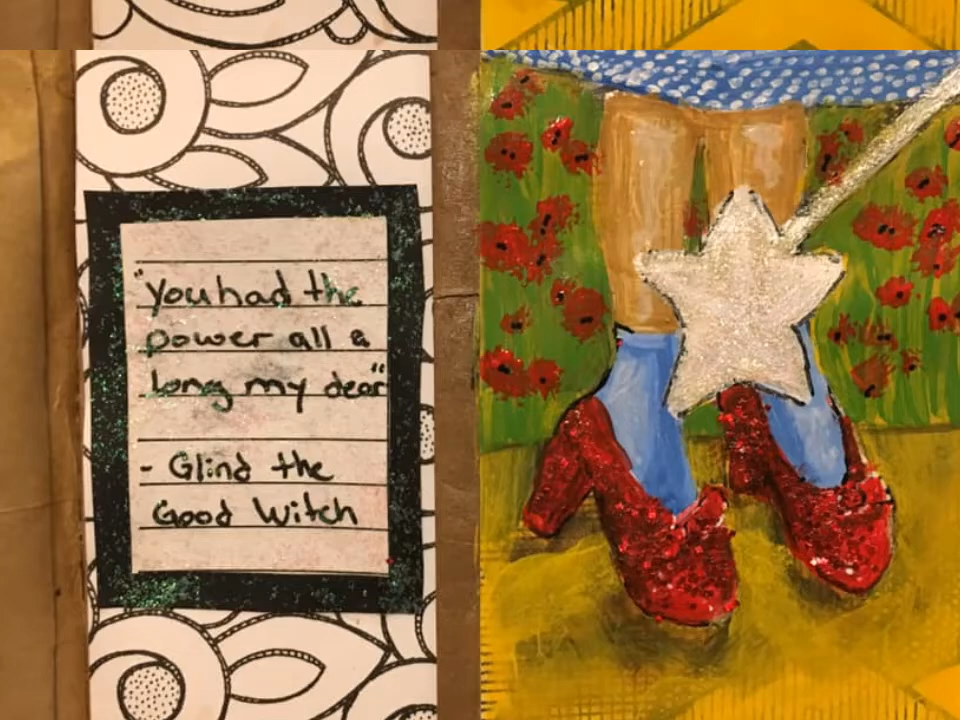 "you had the
power all a
long my dear"
- Glind the
Good Witch